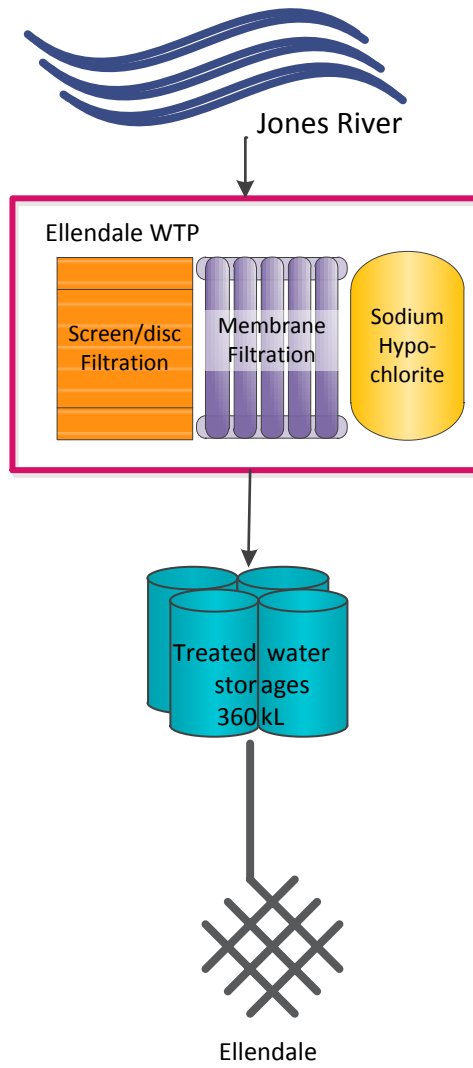 Jones River
Ellendale WTP
Screen/disc
Filtration
Membrane
Filtration
Sodium
Hypo-
chlorite
Treated water
storages
360 kL
Ellendale